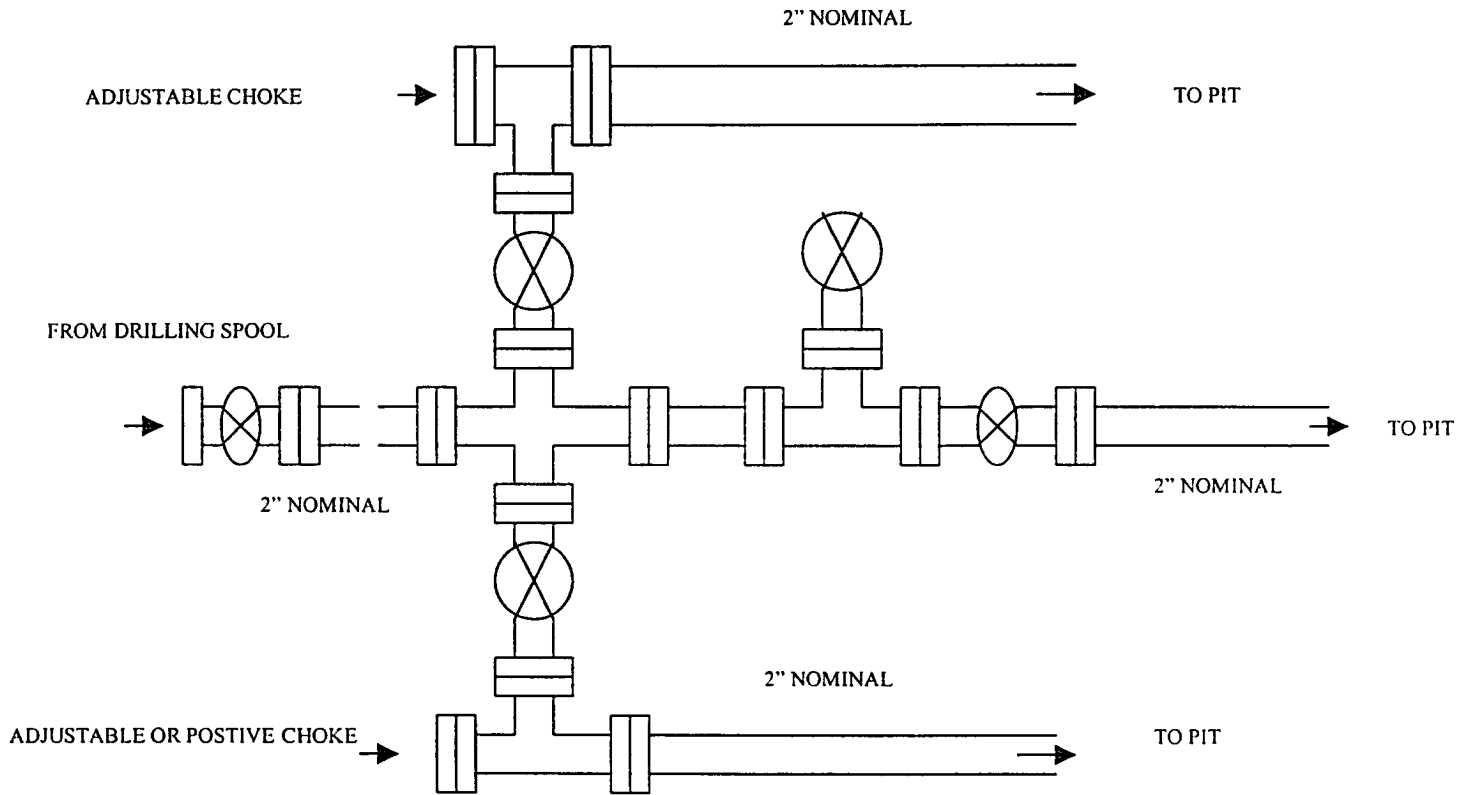 2” NOMINAL
ADJUSTABLE CHOKE
TO PIT
FROM DRILLING SPOOL
TO PIT
2” NOMINAL
2” NOMINAL
2” NOMINAL
ADJUSTABLE OR POSTIVE CHOKE
TO PIT